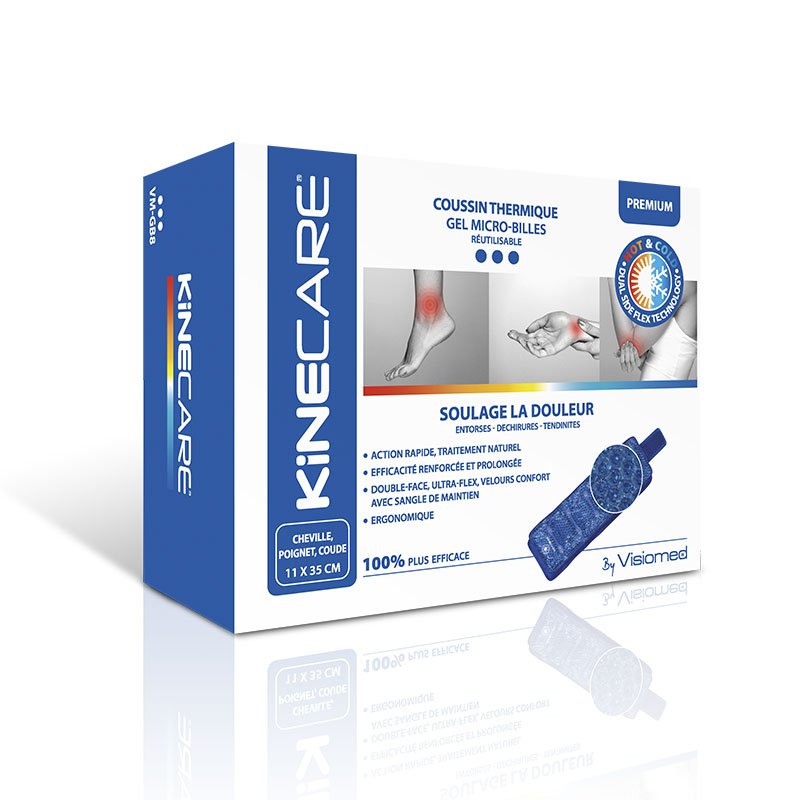 VM-GB8
KiNECARE
KiNECARE®
CHEVILLE,
POIGNET, COUDE
11 X 35 CM
COUSSIN THERMIQUE
GEL MICRO-BILLES
RÉUTILISABLE
PREMIUM
HOT & COLD
• DUAL SIDE FLEX TECHNOLOGY •
SOULAGE LA DOULEUR
ENTORSES - DECHIRURES - TENDINITES
• ACTION RAPIDE, TRAITEMENT NATUREL
• EFFICACITÉ RENFORCÉE ET PROLONGÉE
• DOUBLE-FACE, ULTRA-FLEX, VELOURS CONFORT
AVEC SANGLE DE MAINTIEN
• ERGONOMIQUE
100% PLUS EFFICACE
By Visiomed